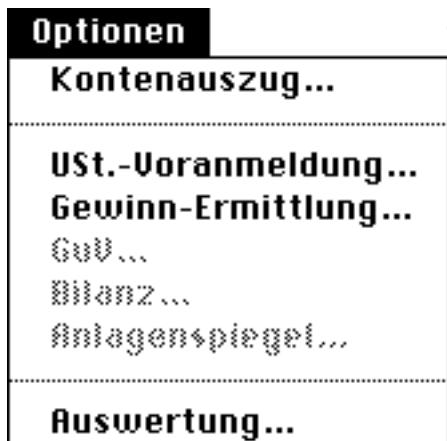 Optionen
Kontenauszug...
USt.-Voranmeldung...
Gewinn-Ermittlung...
GuV...
Bilanz...
Anlagenspiegel...
Auswertung...